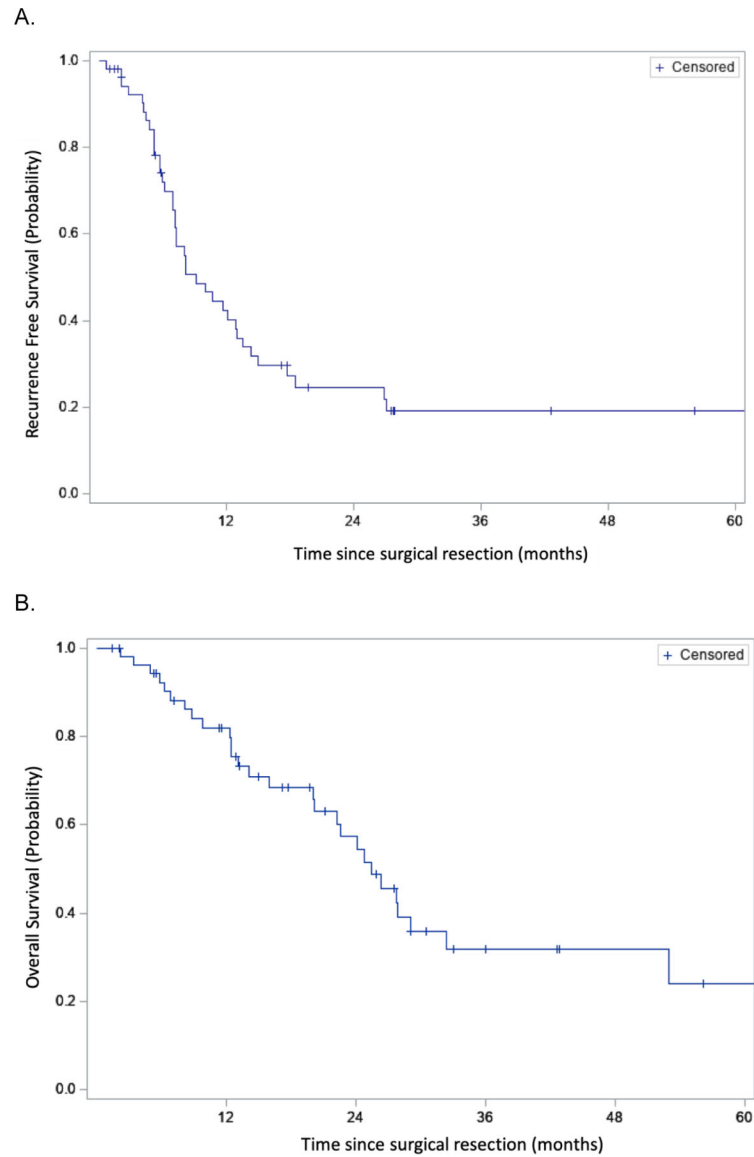 A.
1.0
+ Censored
0.8
0.6
0.4
0.2
0.0
Recurrence Free Survival (Probability)
12 24 36 48 60
Time since surgical resection (months)
B.
1.0
+ Censored
0.8
0.6
0.4
0.2
0.0
Overall Survival (Probability)
12 24 36 48 60
Time since surgical resection (months)